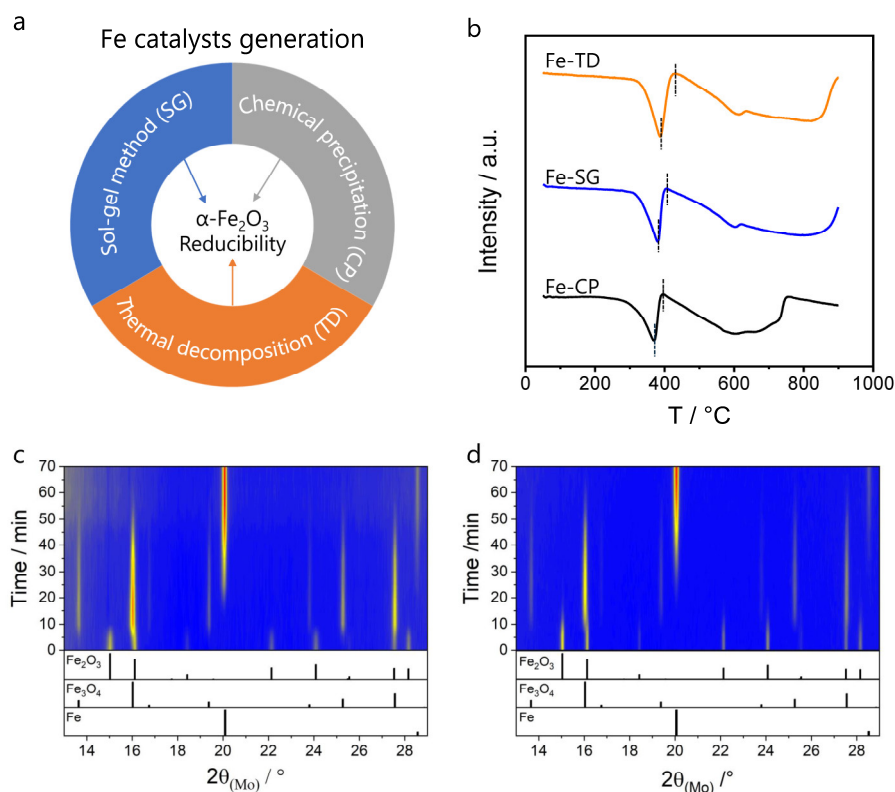 a
Fe catalysts generation
Sol-gel method (SG)
Chemical precipitation (CP)
Thermal decomposition (TD)
α-Fe₂O₃
Reducibility
b
Intensity / a.u.
Fe-TD
Fe-SG
Fe-CP
0 200 400 600 800 1000
T / °C
c
Time /min
70
60
50
40
30
20
10
0
Fe₂O₃
Fe₃O₄
Fe
14 16 18 20 22 24 26 28
2θ(Mo) / °
d
Time /min
70
60
50
40
30
20
10
0
Fe₂O₃
Fe₃O₄
Fe
14 16 18 20 22 24 26 28
2θ(Mo) /°